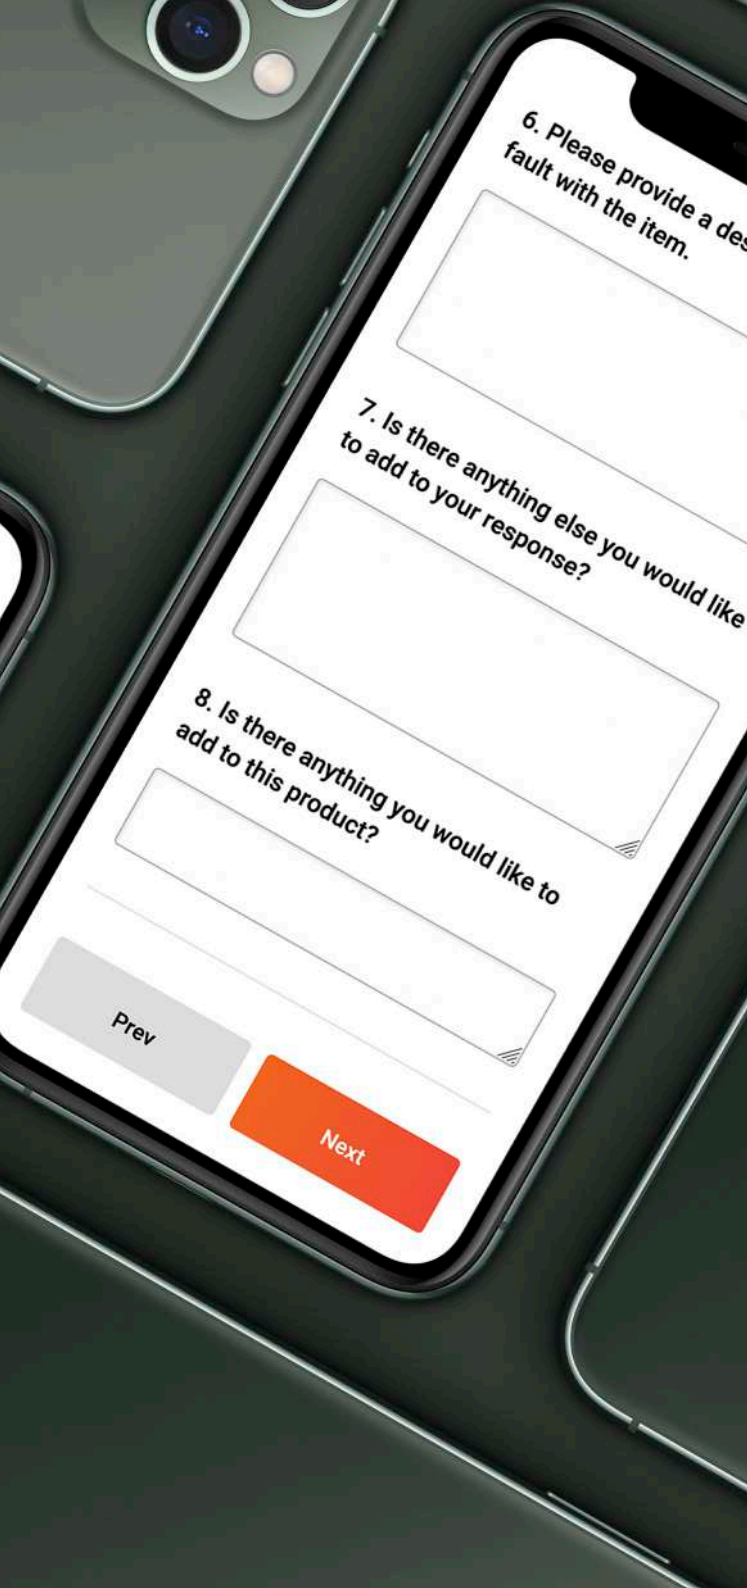 6. Please provide a des
fault with the item.
7. Is there anything else you would like
to add to your response?
8. Is there anything you would like to
add to this product?
Prev
Next